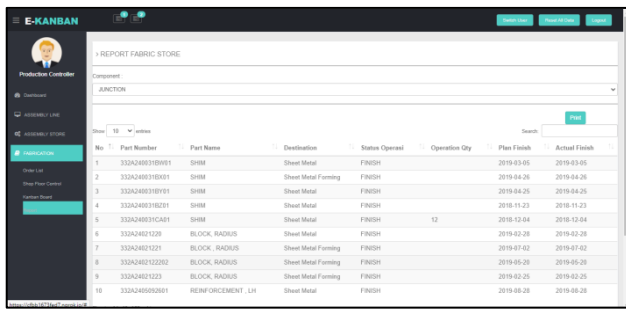 E-KANBAN
Switch User
Reset All Data
Logout
Production Controller
Dashboard
ASSEMBLY LINE
ASSEMBLY STORE
FABRICATION
Order List
Shop Floor Control
Kanban Board
> REPORT FABRIC STORE
Component :
JUNCTION
Print
Show 10 entries
Search:
No Part Number Part Name Destination Status Operasi Operation Qty Plan Finish Actual Finish
1 332A240031BW01 SHIM Sheet Metal FINISH 2019-03-05 2019-03-05
2 332A240031BX01 SHIM Sheet Metal Forming FINISH 2019-04-26 2019-04-26
3 332A240031BY01 SHIM Sheet Metal FINISH 2019-04-25 2019-04-25
4 332A240031BZ01 SHIM Sheet Metal FINISH 2018-11-23 2018-11-23
5 332A240031CA01 SHIM Sheet Metal FINISH 12 2018-12-04 2018-12-04
6 332A24021220 BLOCK, RADIUS Sheet Metal FINISH 2019-02-28 2019-02-28
7 332A24021221 BLOCK , RADIUS Sheet Metal Forming FINISH 2019-07-02 2019-07-02
8 332A2402122202 BLOCK, RADIUS Sheet Metal Forming FINISH 2019-05-20 2019-05-20
9 332A24021223 BLOCK, RADIUS Sheet Metal Forming FINISH 2019-02-25 2019-02-25
10 332A2405092601 REINFORCEMENT , LH Sheet Metal FINISH 2019-08-28 2019-08-28